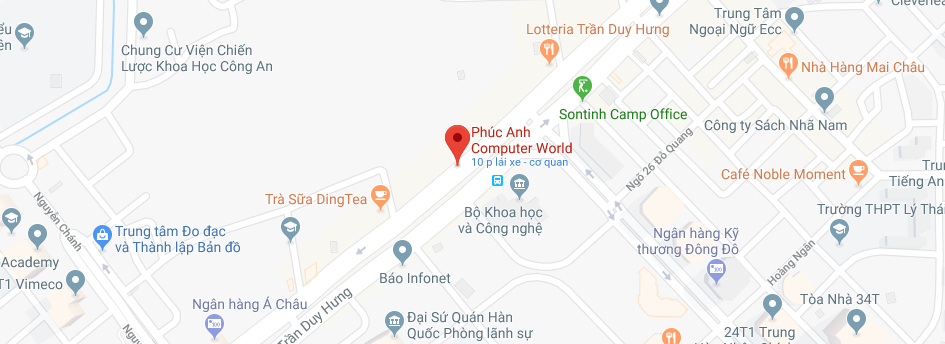 Lotteria Trần Duy Hưng
Trung Tâm
Ngoại Ngữ Ecc
Chung Cư Viện Chiến
Lược Khoa Học Công An
Nhà Hàng Mai Châu
Sontinh Camp Office
Công ty Sách Nhã Nam
Phúc Anh
Computer World
10 p lái xe - cơ quan
Ngõ 26 Đỗ Quang
Café Noble Moment
Trung
Tiếng An
Nguyễn Chánh
Trà Sữa DingTea
Bộ Khoa học
và Công nghệ
Trường THPT Lý Thá
Trung tâm Đo đạc
và Thành lập Bản đồ
Ngân hàng Kỹ
thương Đông Đô
Hoàng Ngân
Academy
T1 Vimeco
Báo Infonet
Ngân hàng Á Châu
Trần Duy Hưng
Đại Sứ Quán Hàn
Quốc Phòng lãnh sự
Tòa Nhà 34T
24T1 Trung